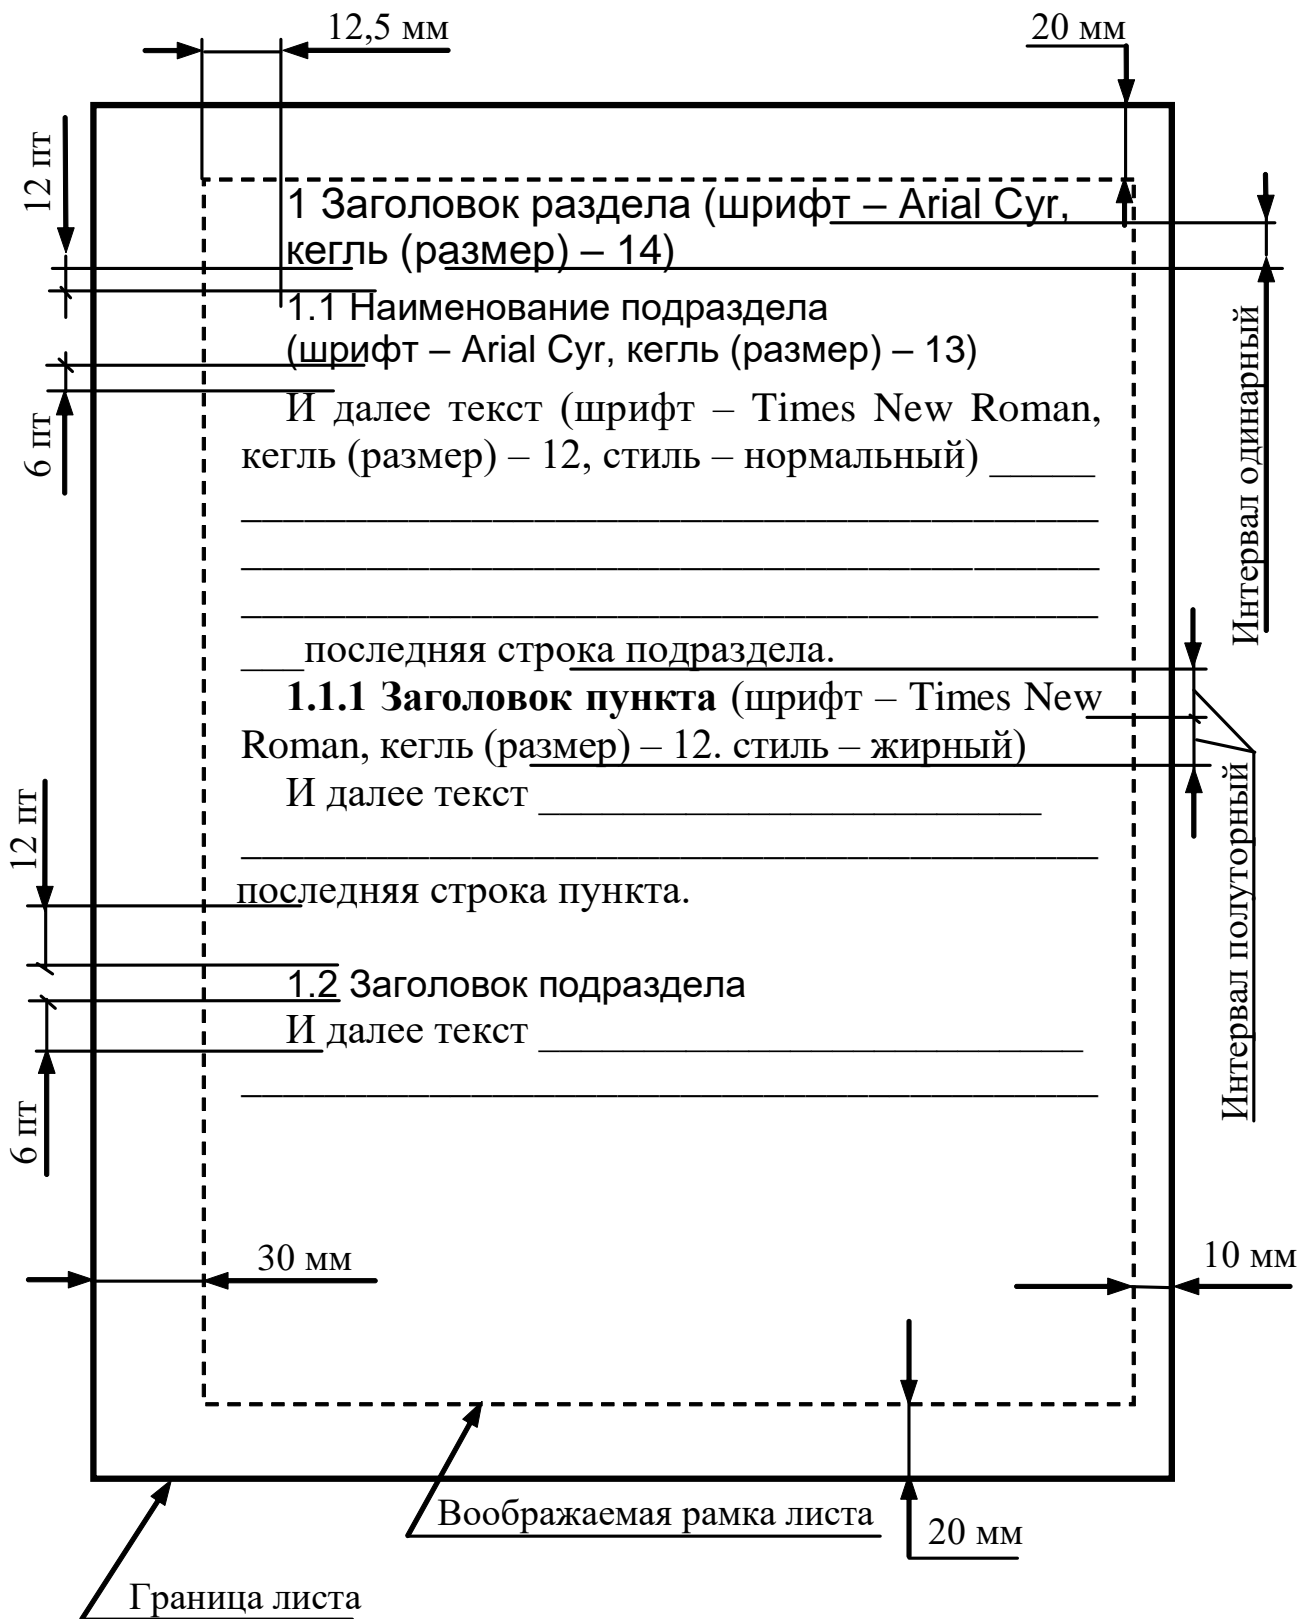 12,5 мм
20 мм
12 пт
1 Заголовок раздела (шрифт – Arial Cyr,
кегль (размер) – 14)
1.1 Наименование подраздела
(шрифт – Arial Cyr, кегль (размер) – 13)
6 пт
И далее текст (шрифт – Times New Roman,
кегль (размер) – 12, стиль – нормальный) _____
Интервал одинарный
___последняя строка подраздела.
1.1.1 Заголовок пункта (шрифт – Times New
Roman, кегль (размер) – 12. стиль – жирный)
И далее текст ________________________
12 пт
последняя строка пункта.
Интервал полуторный
1.2 Заголовок подраздела
И далее текст __________________________
6 пт
30 мм
10 мм
Воображаемая рамка листа
20 мм
Граница листа